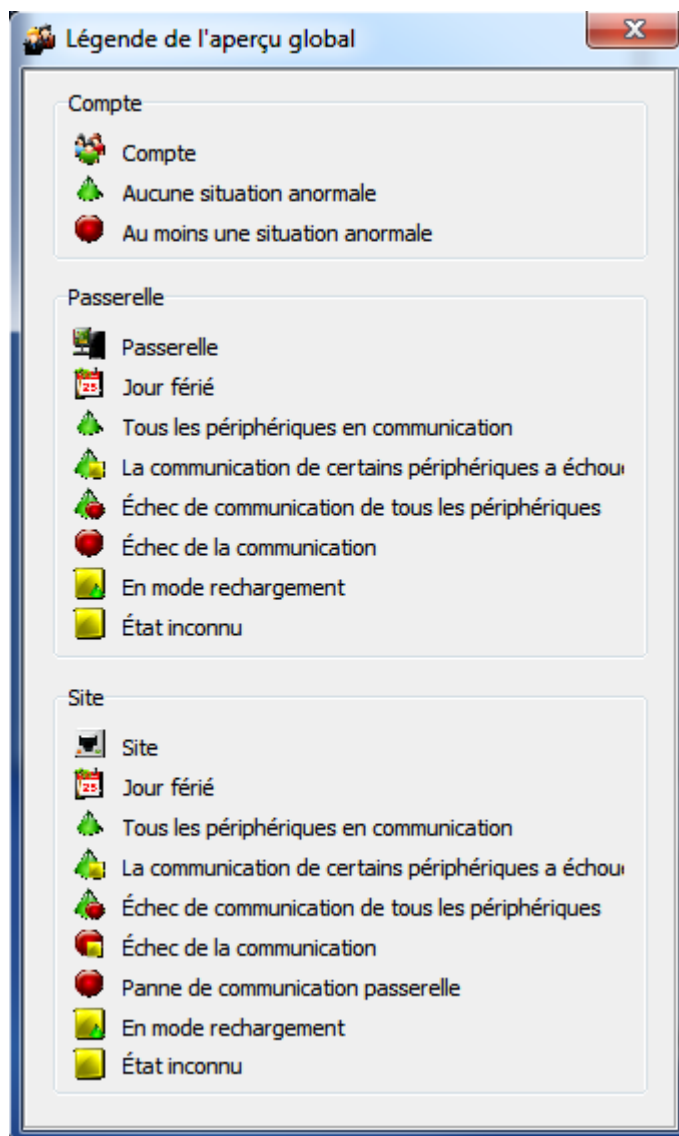 Légende de l'aperçu global
Compte
Compte
Aucune situation anormale
Au moins une situation anormale
Passerelle
Passerelle
25
Jour férié
Tous les périphériques en communication
La communication de certains périphériques a échou
Échec de communication de tous les périphériques
Échec de la communication
En mode rechargement
État inconnu
Site
Site
25
Jour férié
Tous les périphériques en communication
La communication de certains périphériques a échou
Échec de communication de tous les périphériques
Échec de la communication
Panne de communication passerelle
En mode rechargement
État inconnu